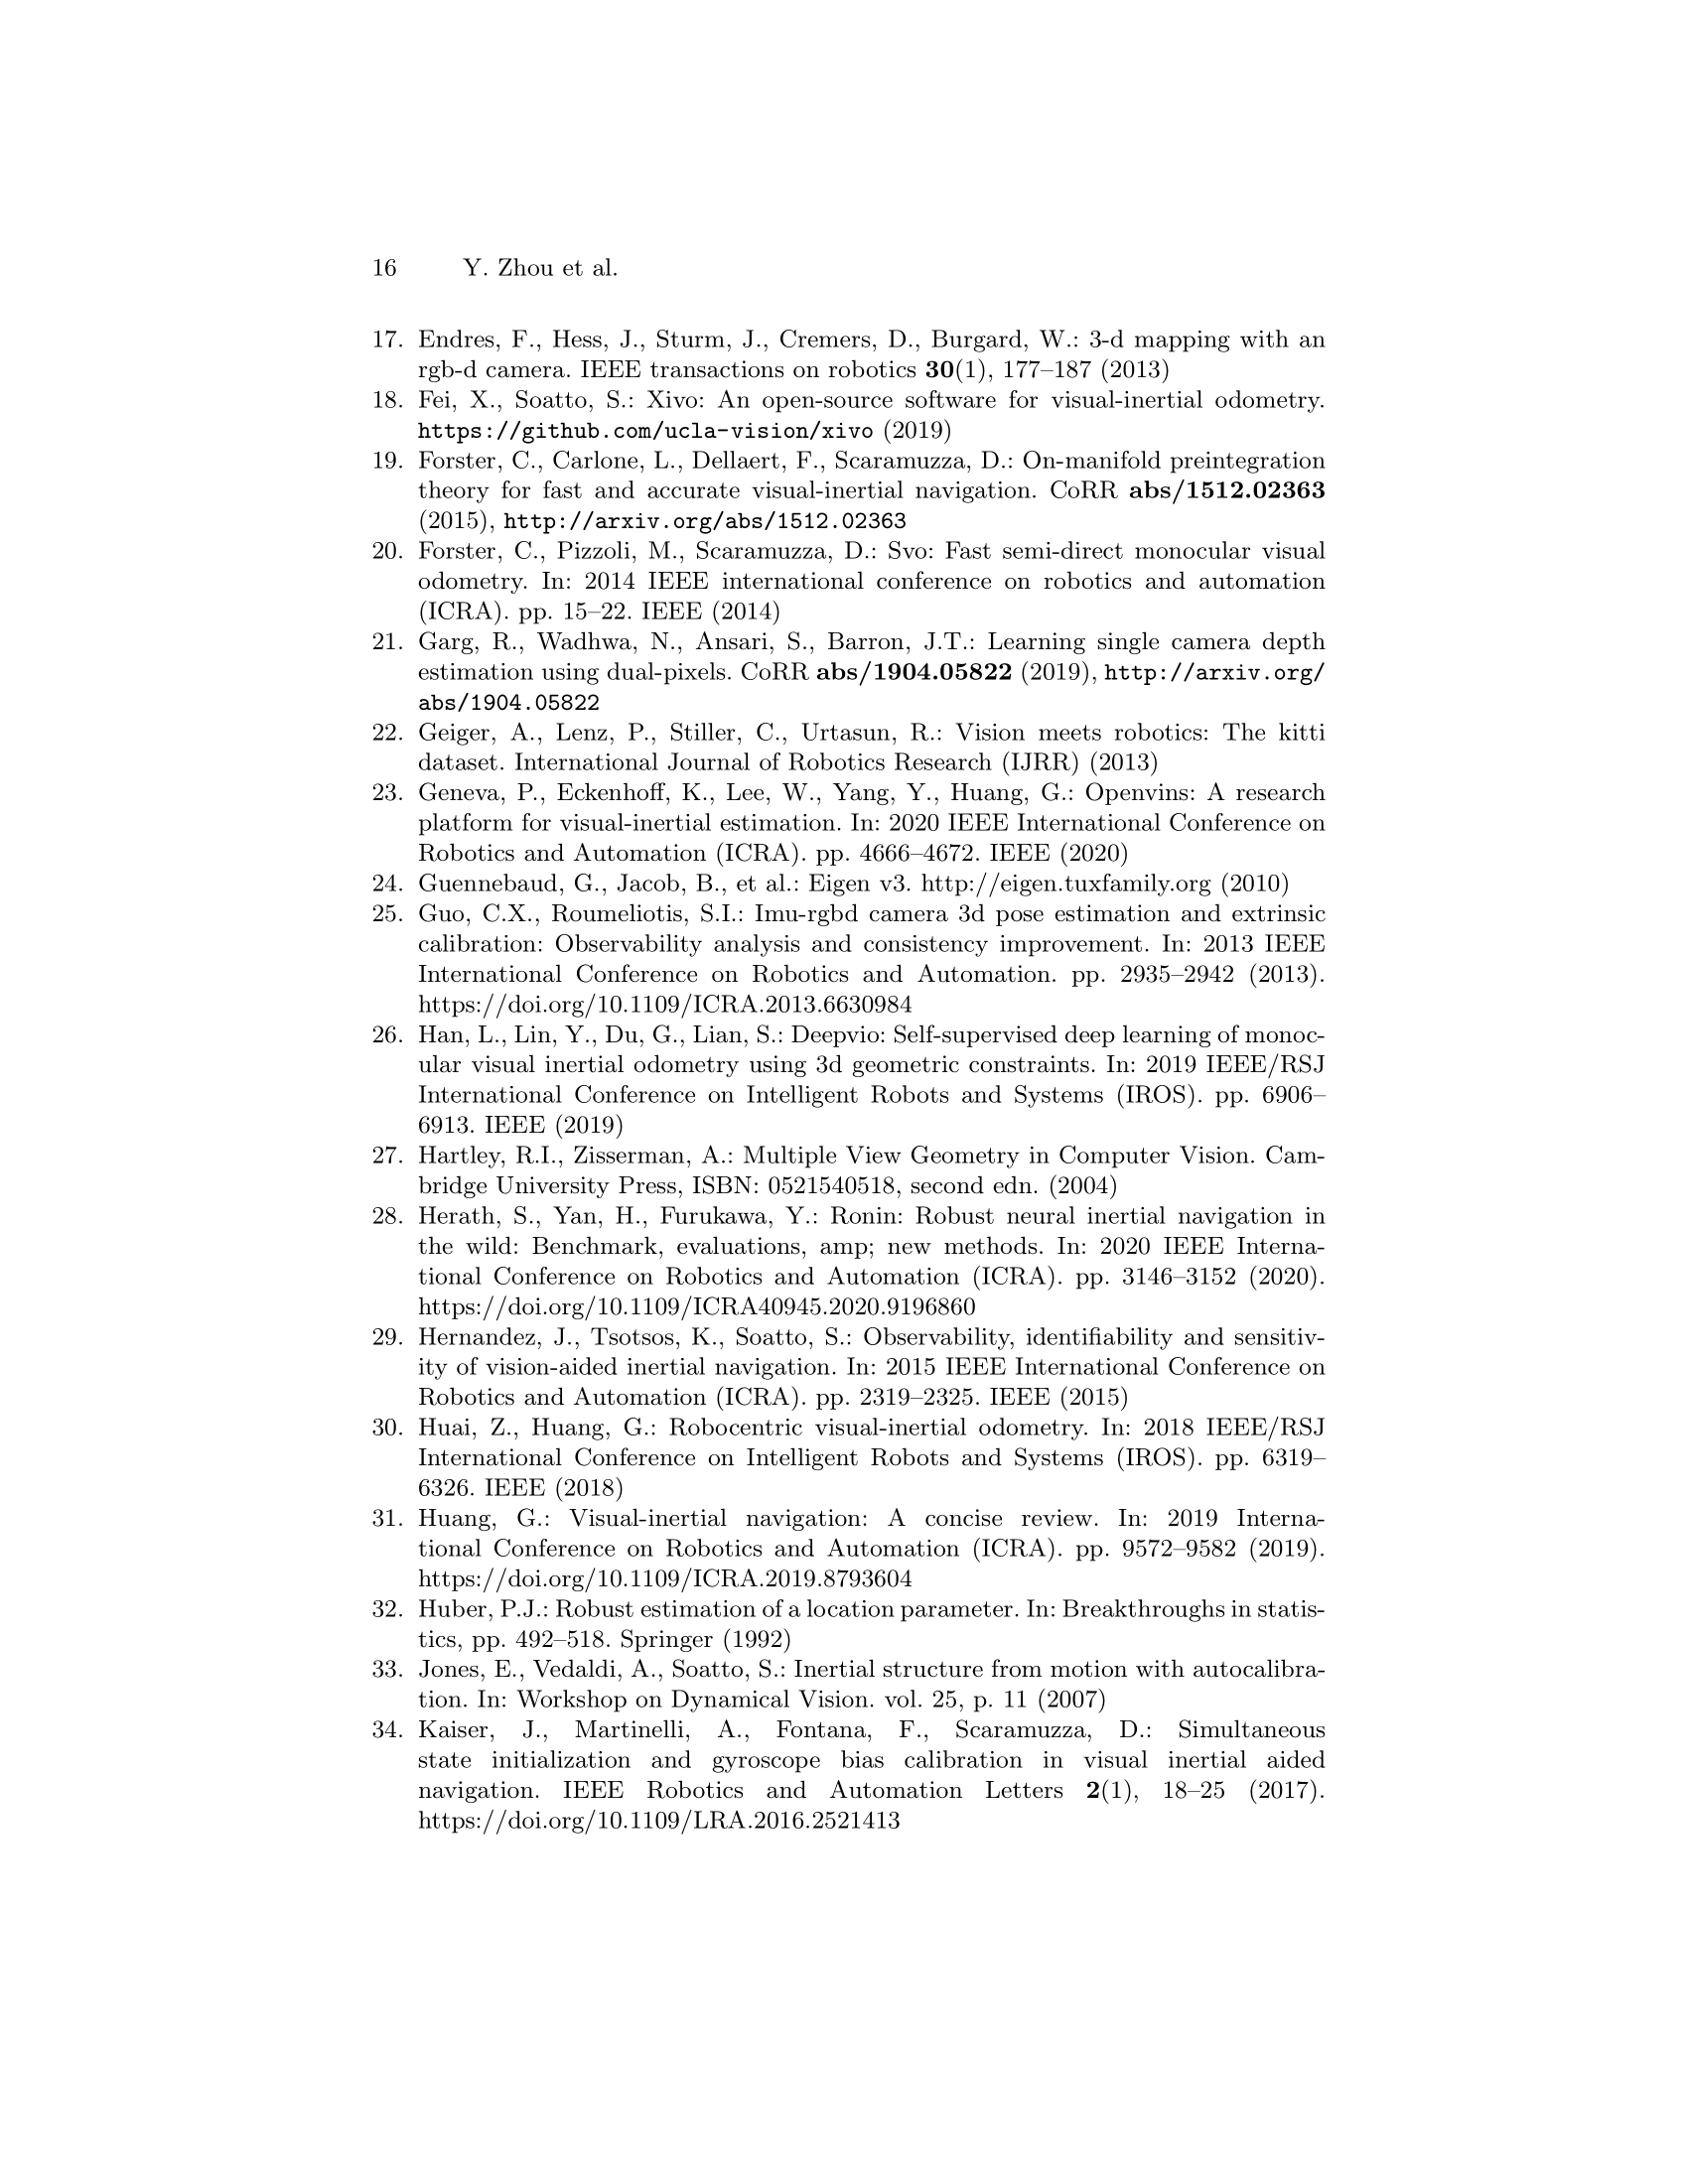 16 Y. Zhou et al.
17. Endres, F., Hess, J., Sturm, J., Cremers, D., Burgard, W.: 3-d mapping with an
rgb-d camera. IEEE transactions on robotics 30(1), 177–187 (2013)
18. Fei, X., Soatto, S.: Xivo: An open-source software for visual-inertial odometry.
https://github.com/ucla-vision/xivo (2019)
19. Forster, C., Carlone, L., Dellaert, F., Scaramuzza, D.: On-manifold preintegration
theory for fast and accurate visual-inertial navigation. CoRR abs/1512.02363
(2015), http://arxiv.org/abs/1512.02363
20. Forster, C., Pizzoli, M., Scaramuzza, D.: Svo: Fast semi-direct monocular visual
odometry. In: 2014 IEEE international conference on robotics and automation
(ICRA). pp. 15–22. IEEE (2014)
21. Garg, R., Wadhwa, N., Ansari, S., Barron, J.T.: Learning single camera depth
estimation using dual-pixels. CoRR abs/1904.05822 (2019), http://arxiv.org/
abs/1904.05822
22. Geiger, A., Lenz, P., Stiller, C., Urtasun, R.: Vision meets robotics: The kitti
dataset. International Journal of Robotics Research (IJRR) (2013)
23. Geneva, P., Eckenhoff, K., Lee, W., Yang, Y., Huang, G.: Openvins: A research
platform for visual-inertial estimation. In: 2020 IEEE International Conference on
Robotics and Automation (ICRA). pp. 4666–4672. IEEE (2020)
24. Guennebaud, G., Jacob, B., et al.: Eigen v3. http://eigen.tuxfamily.org (2010)
25. Guo, C.X., Roumeliotis, S.I.: Imu-rgbd camera 3d pose estimation and extrinsic
calibration: Observability analysis and consistency improvement. In: 2013 IEEE
International Conference on Robotics and Automation. pp. 2935–2942 (2013).
https://doi.org/10.1109/ICRA.2013.6630984
26. Han, L., Lin, Y., Du, G., Lian, S.: Deepvio: Self-supervised deep learning of monoc-
ular visual inertial odometry using 3d geometric constraints. In: 2019 IEEE/RSJ
International Conference on Intelligent Robots and Systems (IROS). pp. 6906–
6913. IEEE (2019)
27. Hartley, R.I., Zisserman, A.: Multiple View Geometry in Computer Vision. Cam-
bridge University Press, ISBN: 0521540518, second edn. (2004)
28. Herath, S., Yan, H., Furukawa, Y.: Ronin: Robust neural inertial navigation in
the wild: Benchmark, evaluations, amp; new methods. In: 2020 IEEE Interna-
tional Conference on Robotics and Automation (ICRA). pp. 3146–3152 (2020).
https://doi.org/10.1109/ICRA40945.2020.9196860
29. Hernandez, J., Tsotsos, K., Soatto, S.: Observability, identifiability and sensitiv-
ity of vision-aided inertial navigation. In: 2015 IEEE International Conference on
Robotics and Automation (ICRA). pp. 2319–2325. IEEE (2015)
30. Huai, Z., Huang, G.: Robocentric visual-inertial odometry. In: 2018 IEEE/RSJ
International Conference on Intelligent Robots and Systems (IROS). pp. 6319–
6326. IEEE (2018)
31. Huang, G.: Visual-inertial navigation: A concise review. In: 2019 Interna-
tional Conference on Robotics and Automation (ICRA). pp. 9572–9582 (2019).
https://doi.org/10.1109/ICRA.2019.8793604
32. Huber, P.J.: Robust estimation of a location parameter. In: Breakthroughs in statis-
tics, pp. 492–518. Springer (1992)
33. Jones, E., Vedaldi, A., Soatto, S.: Inertial structure from motion with autocalibra-
tion. In: Workshop on Dynamical Vision. vol. 25, p. 11 (2007)
34. Kaiser, J., Martinelli, A., Fontana, F., Scaramuzza, D.: Simultaneous
state initialization and gyroscope bias calibration in visual inertial aided
navigation. IEEE Robotics and Automation Letters 2(1), 18–25 (2017).
https://doi.org/10.1109/LRA.2016.2521413